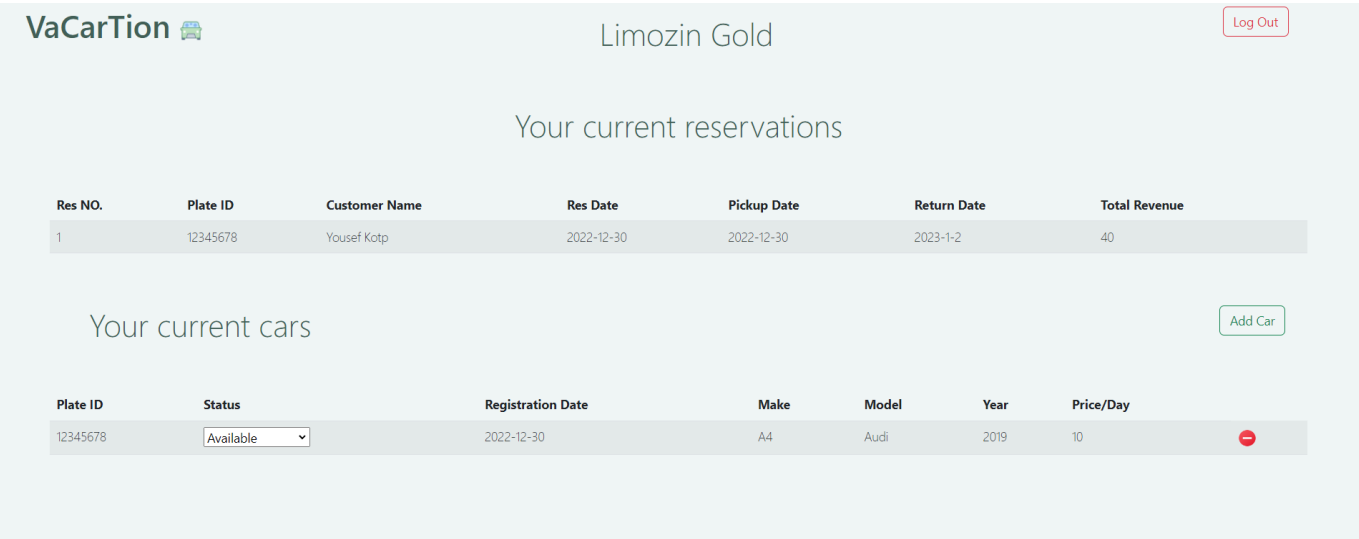 VaCarTion
Limozin Gold
Log Out
Your current reservations
Res NO. Plate ID Customer Name Res Date Pickup Date Return Date Total Revenue
1 12345678 Yousef Kotp 2022-12-30 2022-12-30 2023-1-2 40
Your current cars
Add Car
Plate ID Status Registration Date Make Model Year Price/Day
12345678 Available 2022-12-30 A4 Audi 2019 10